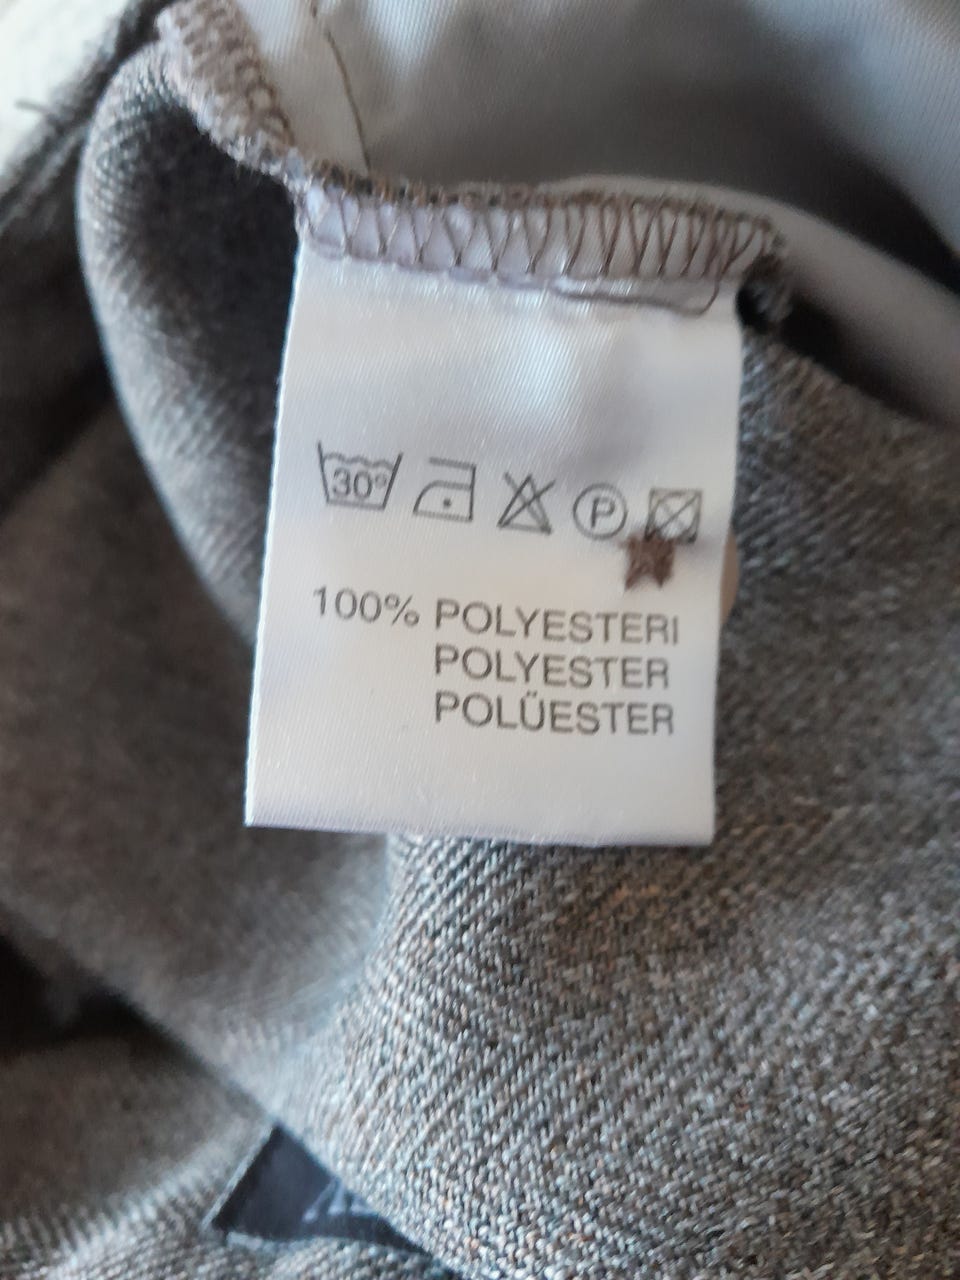 30°
P
100% POLYESTERI
POLYESTER
POLÜESTER